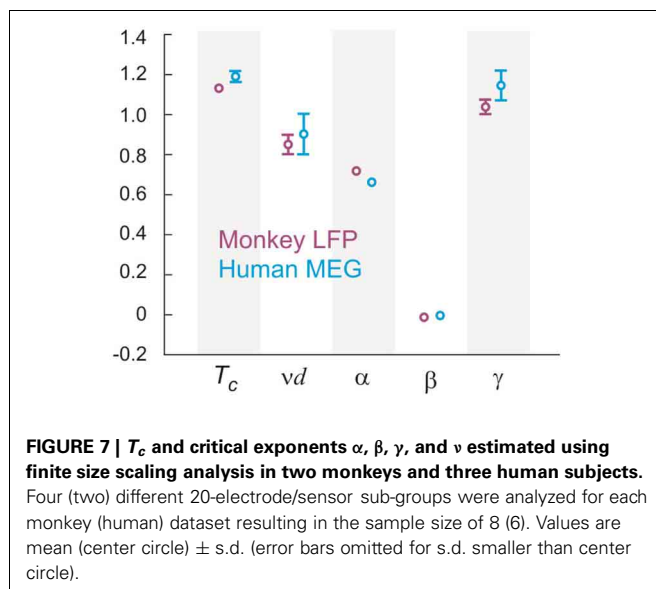 1.4
1.2
1.0
0.8
0.6
0.4
0.2
0
-0.2
Monkey LFP
Human MEG
Tc νd α β γ
FIGURE 7 | Tc and critical exponents α, β, γ, and ν estimated using
finite size scaling analysis in two monkeys and three human subjects.
Four (two) different 20-electrode/sensor sub-groups were analyzed for each
monkey (human) dataset resulting in the sample size of 8 (6). Values are
mean (center circle) ± s.d. (error bars omitted for s.d. smaller than center
circle).